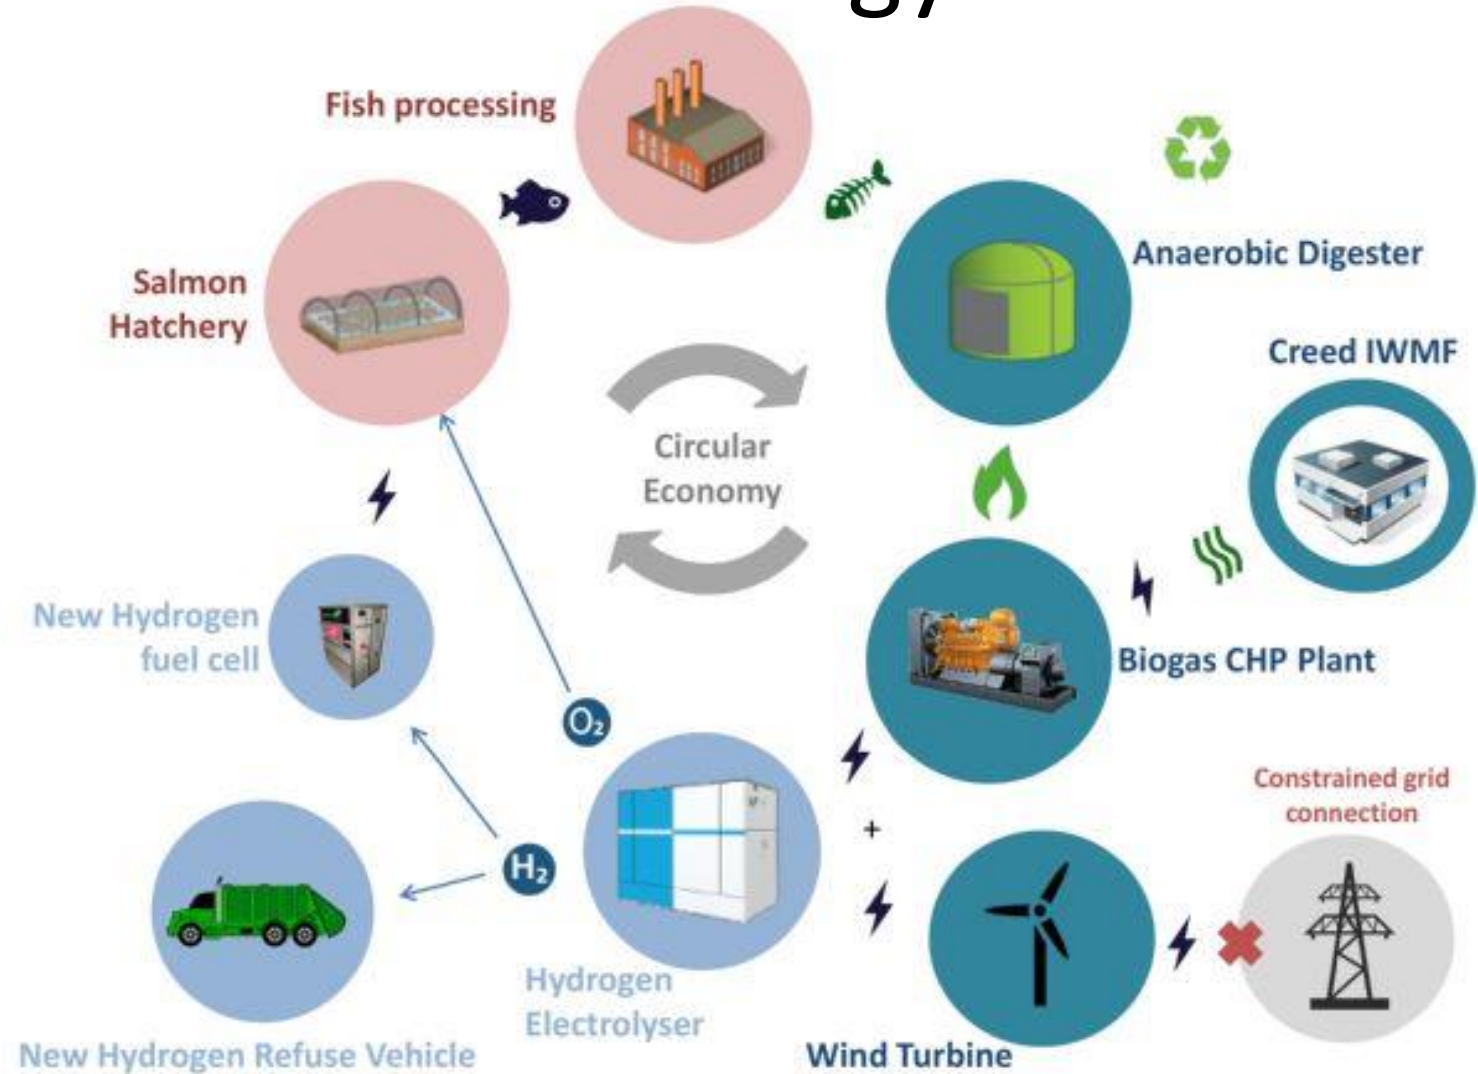 gy
Fish processing
Salmon
Hatchery
Anaerobic Digester
Creed IWMF
Circular
Economy
New Hydrogen
fuel cell
Biogas CHP Plant
O₂
Constrained grid
connection
+
H₂
Hydrogen
Electrolyser
New Hydrogen Refuse Vehicle
Wind Turbine